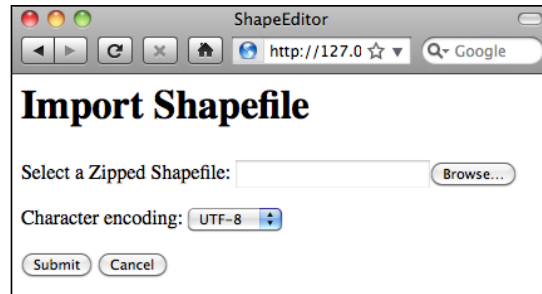 ShapeEditor
http://127.0 Google
Import Shapefile
Select a Zipped Shapefile: Browse...
Character encoding: UTF-8
Submit Cancel